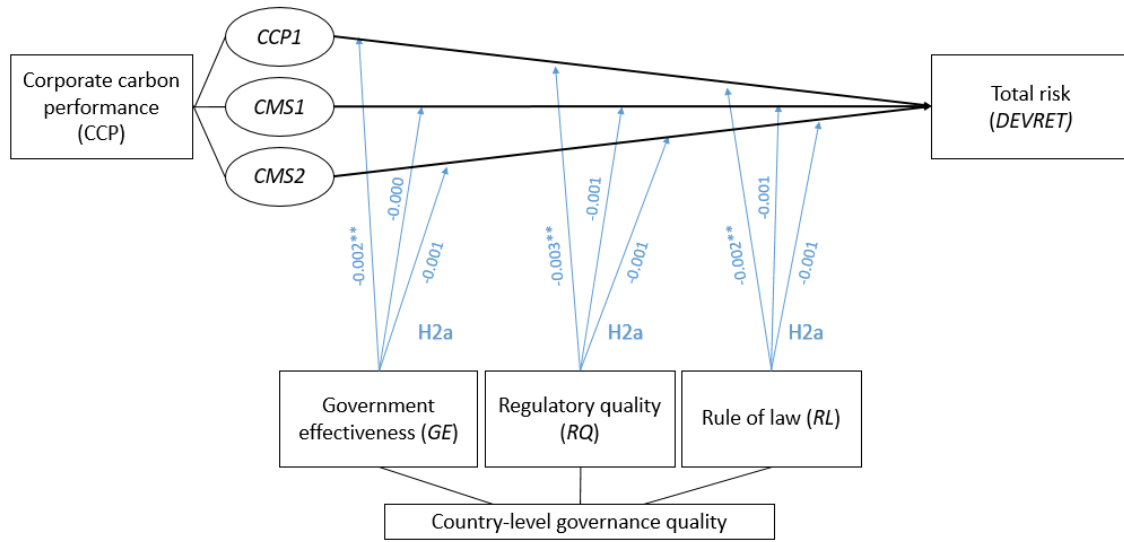 CCP1
Corporate carbon
performance
(CCP)
CMS1
CMS2
Total risk
(DEVRET)
-0.002**
-0.000
-0.001
-0.003**
-0.001
-0.001
-0.002**
-0.001
-0.001
H2a
H2a
H2a
Government
effectiveness (GE)
Regulatory quality
(RQ)
Rule of law (RL)
Country-level governance quality